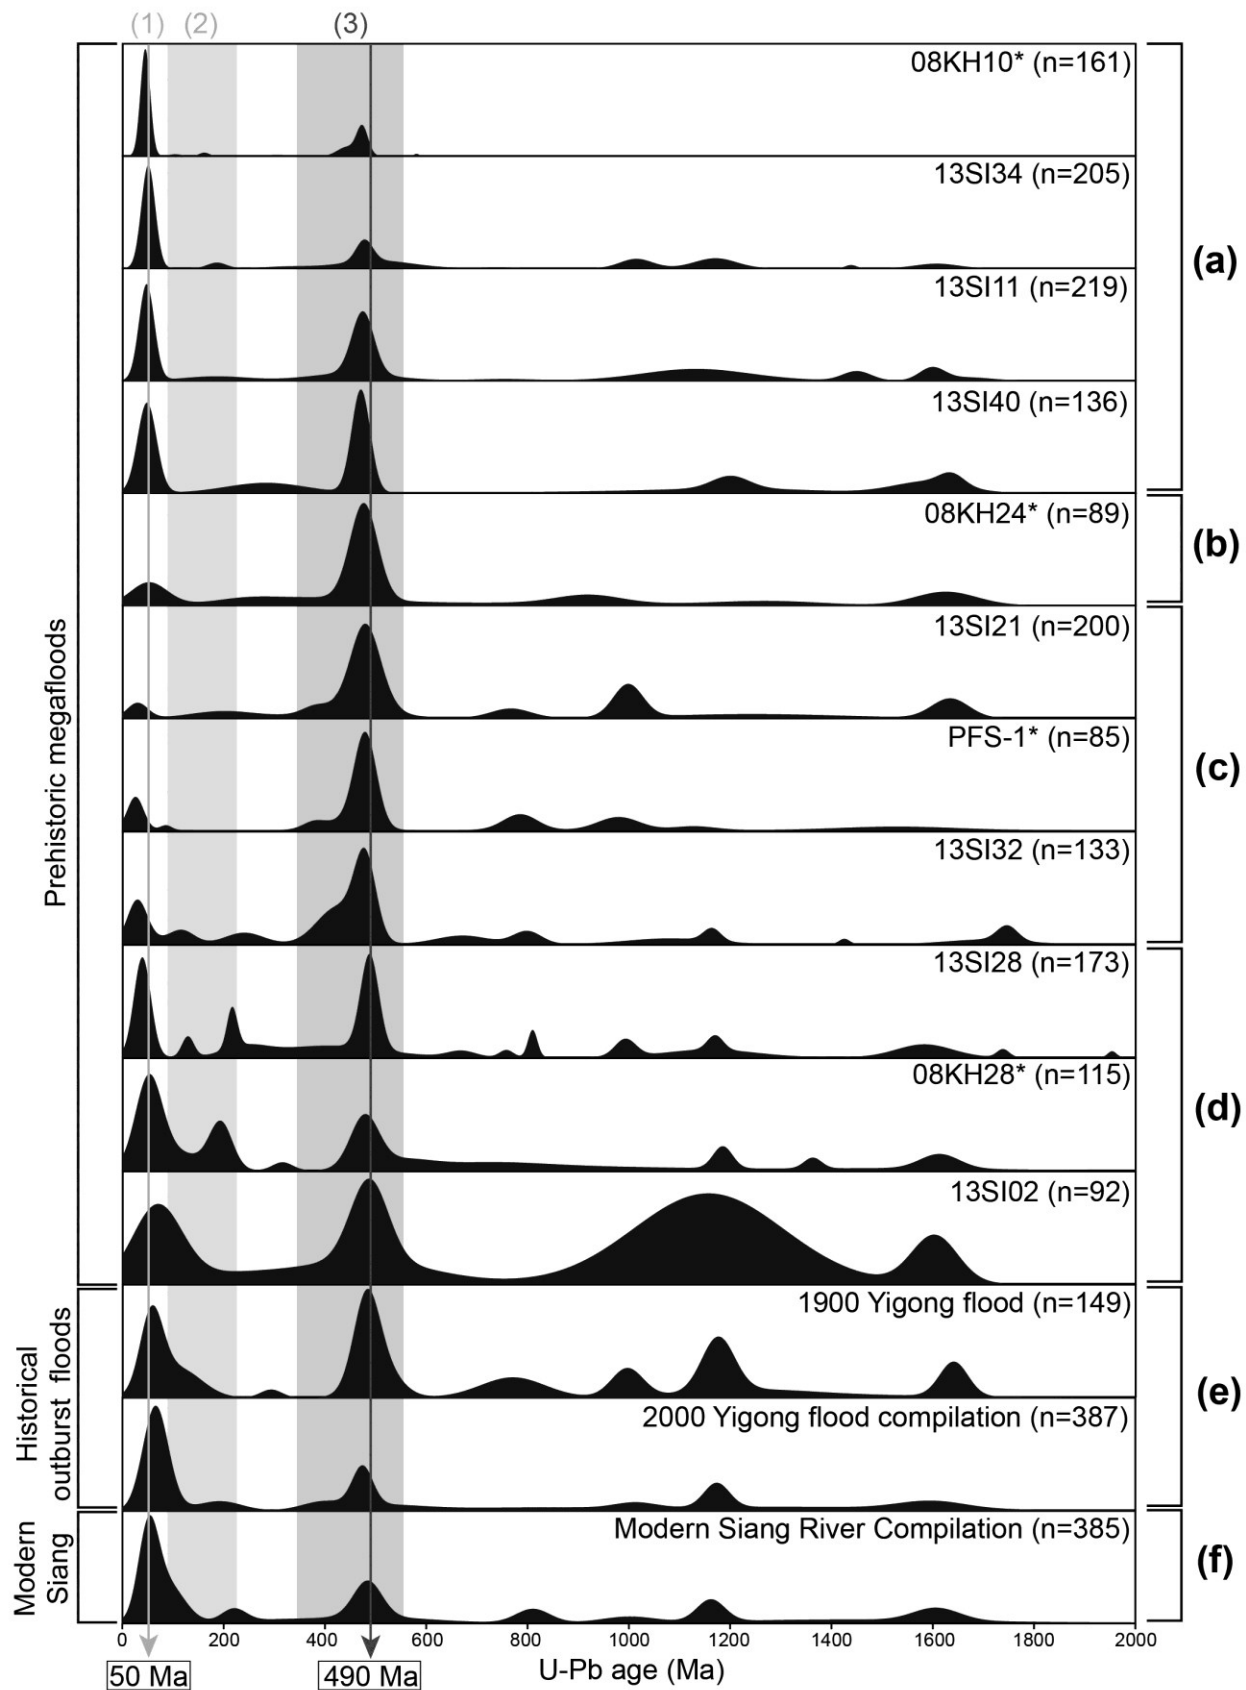 (1) (2) (3)
08KH10* (n=161)
13SI34 (n=205)
13SI11 (n=219)
13SI40 (n=136)
(a)
08KH24* (n=89)
(b)
13SI21 (n=200)
PFS-1* (n=85)
13SI32 (n=133)
(c)
13SI28 (n=173)
08KH28* (n=115)
13SI02 (n=92)
(d)
Prehistoric megafloods
1900 Yigong flood (n=149)
2000 Yigong flood compilation (n=387)
(e)
Historical
outburst floods
Modern Siang River Compilation (n=385)
(f)
Modern
Siang
0 200 400 600 800 1000 1200 1400 1600 1800 2000
50 Ma 490 Ma U-Pb age (Ma)